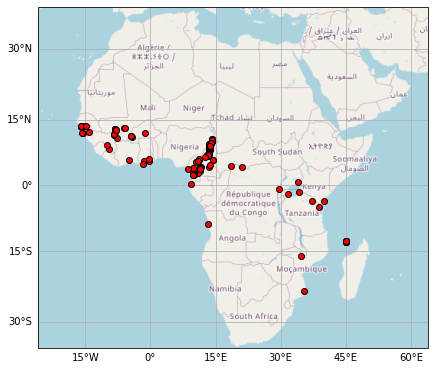 30°N
15°N
0°
15°S
30°S
Algérie /
ⵍⵣⵣⴰⵢⴻⵔ /
الجزائر
ليبيا
مصر
العراق / عێراق /
ایران
السعودية
عمان
اليمن
موريتانيا
Mali
Niger
Tchad تشاد
السودان
Nigeria
South Sudan
ኢትዮጵያ
Soomaaliya
الصومال
République
démocratique
du Congo
Kenya
Tanzania
Angola
Moçambique
Namibia
South Africa
15°W
0°
15°E
30°E
45°E
60°E